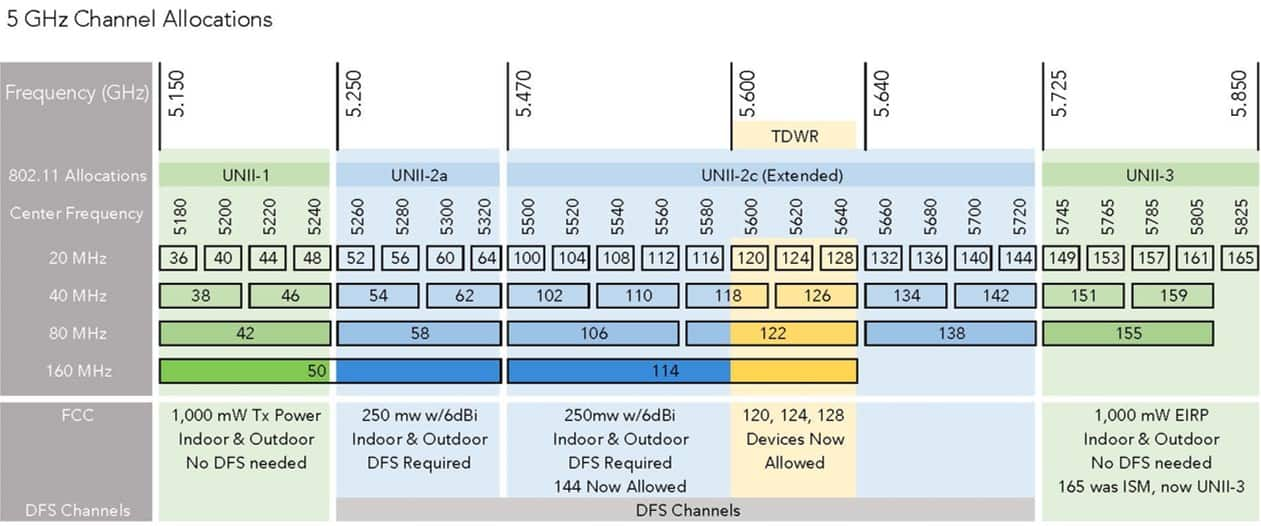 5 GHz Channel Allocations
Frequency (GHz) 5.150 5.250 5.470 5.600 5.640 5.725 5.850
TDWR
802.11 Allocations UNII-1 UNII-2a UNII-2c (Extended) UNII-3
Center Frequency 5180 5200 5220 5240 5260 5280 5300 5320 5500 5520 5540 5560 5580 5600 5620 5640 5660 5680 5700 5720 5745 5765 5785 5805 5825
20 MHz 36 40 44 48 52 56 60 64 100 104 108 112 116 120 124 128 132 136 140 144 149 153 157 161 165
40 MHz 38 46 54 62 102 110 118 126 134 142 151 159
80 MHz 42 58 106 122 138 155
160 MHz 50 114
FCC 1,000 mW Tx Power 250 mw w/6dBi 250mw w/6dBi 120, 124, 128 1,000 mW EIRP
Indoor & Outdoor Indoor & Outdoor Indoor & Outdoor Devices Now Indoor & Outdoor
No DFS needed DFS Required DFS Required Allowed No DFS needed
144 Now Allowed 165 was ISM, now UNII-3
DFS Channels DFS Channels